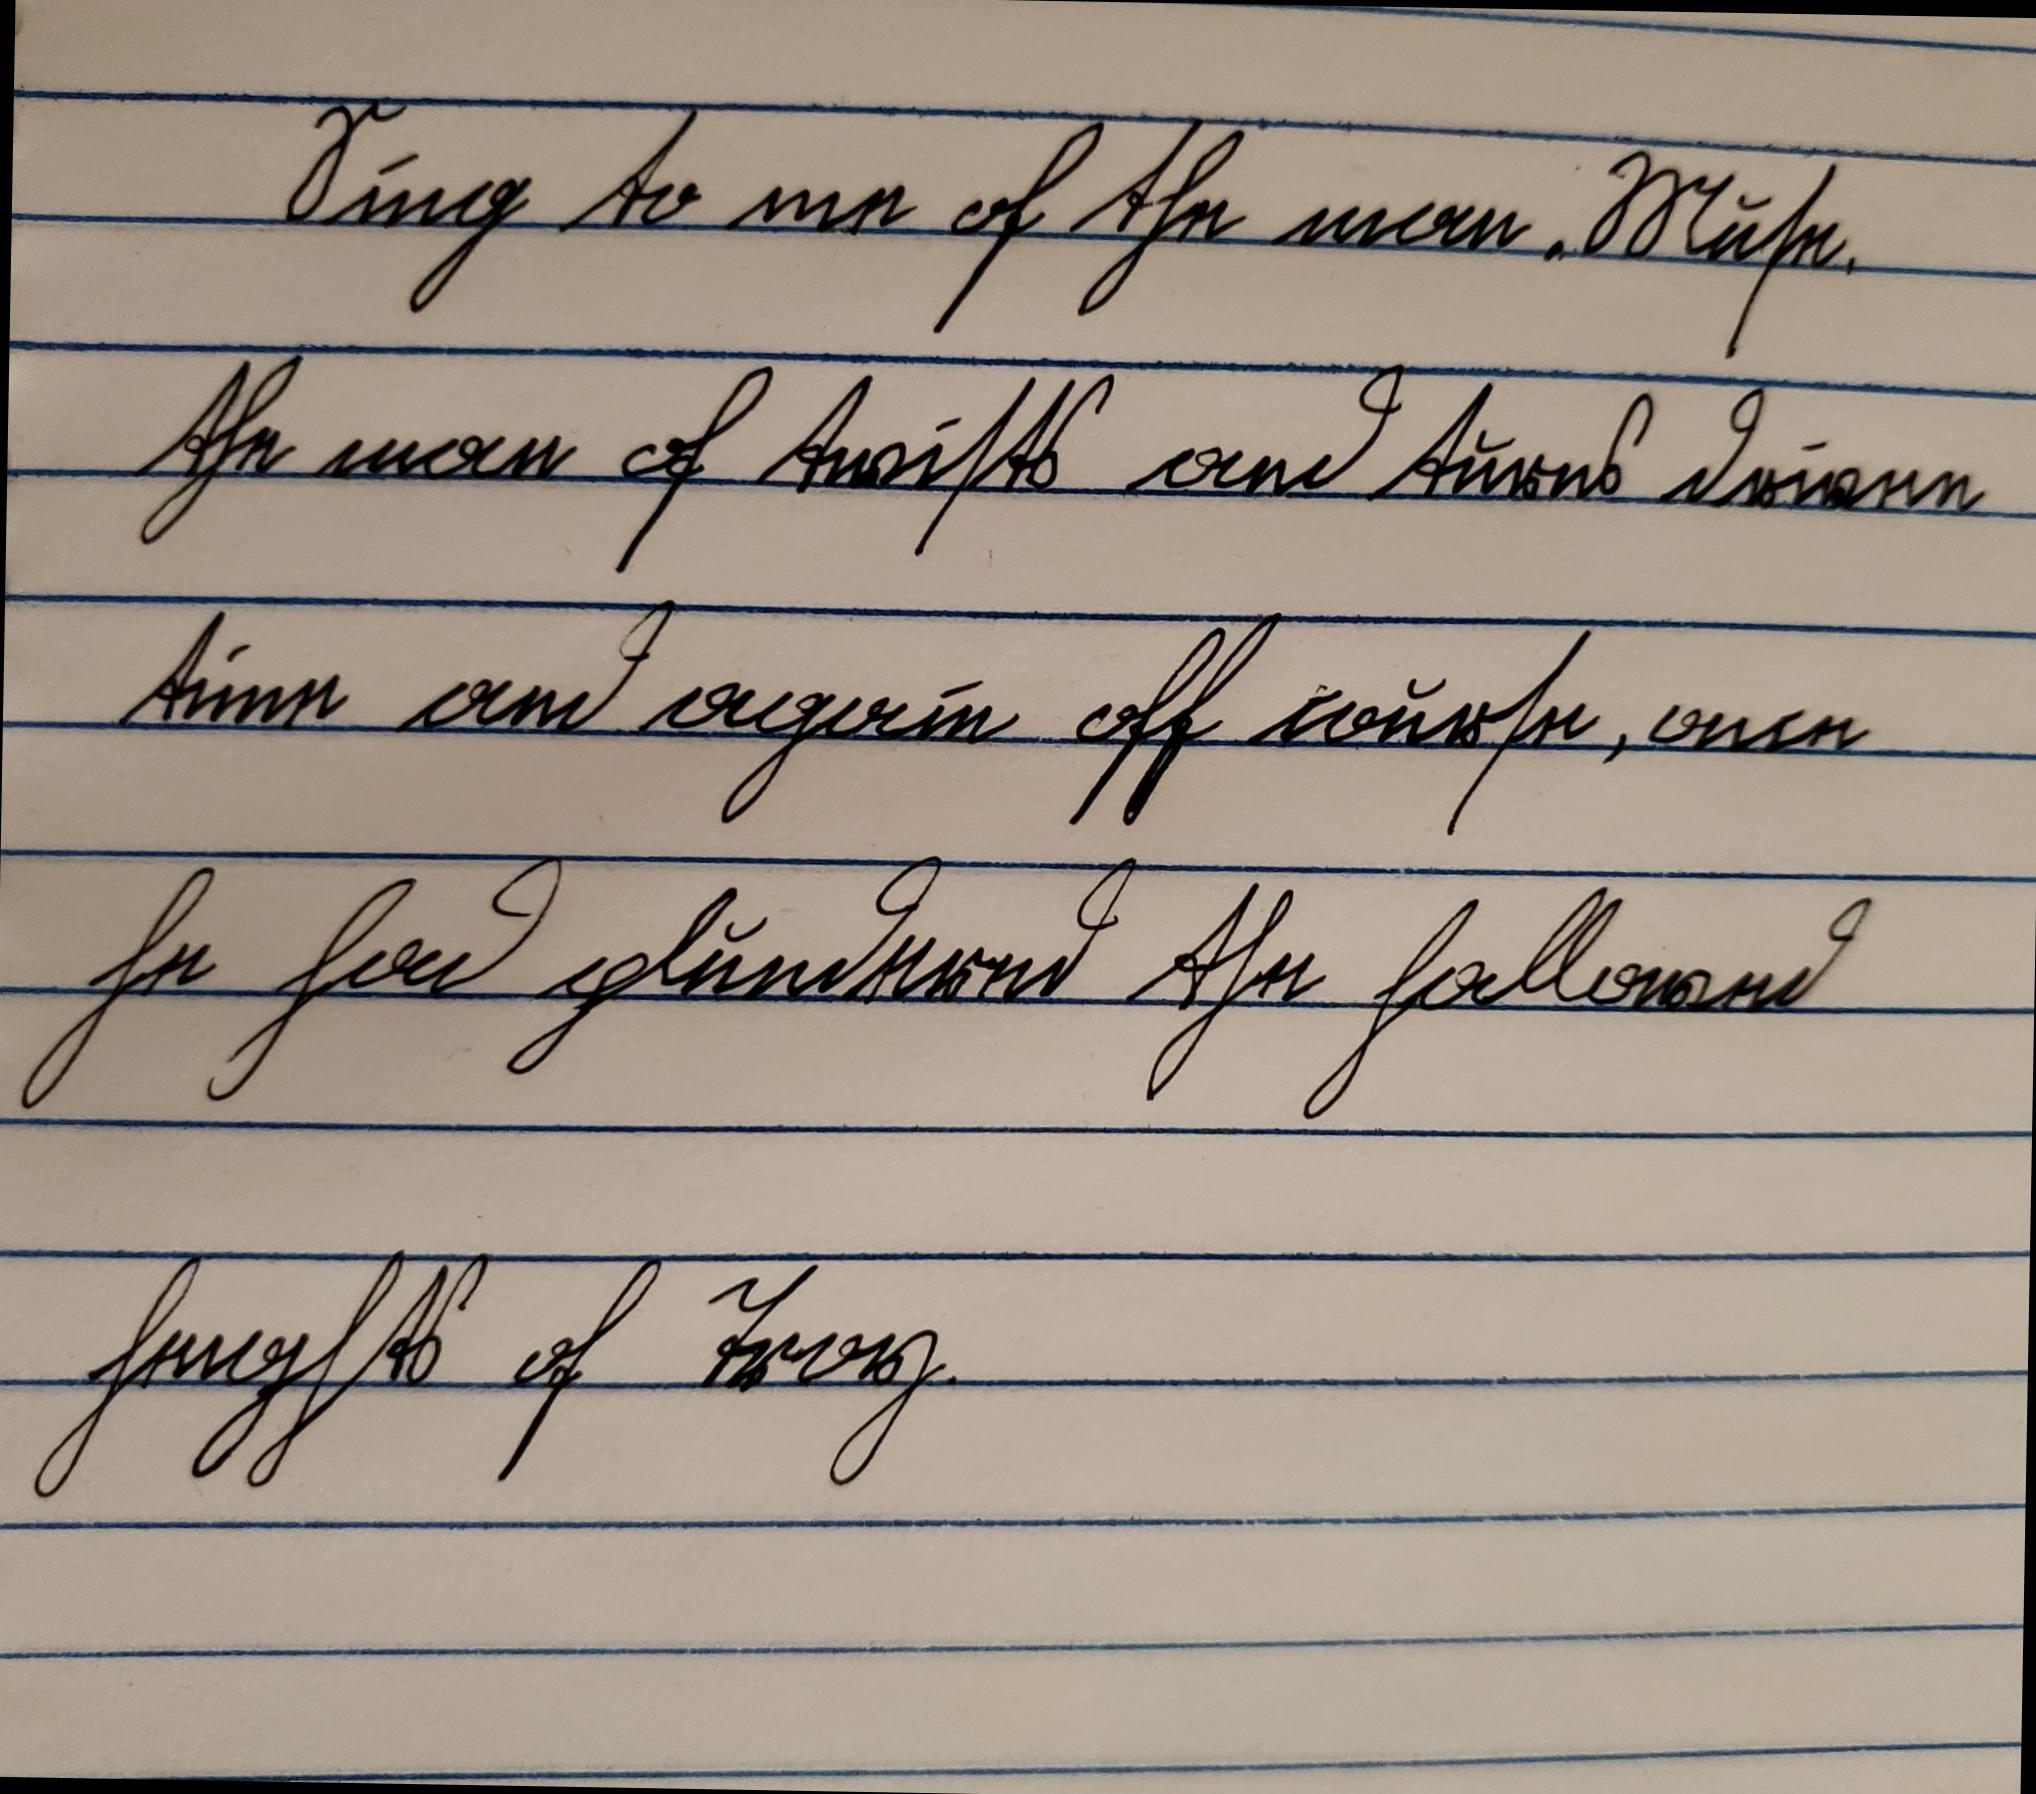 Sing to me of the man, Muse,
the man of twists and turns driven
time and again off course, once
he had plundered the hallowed
heights of Troy.